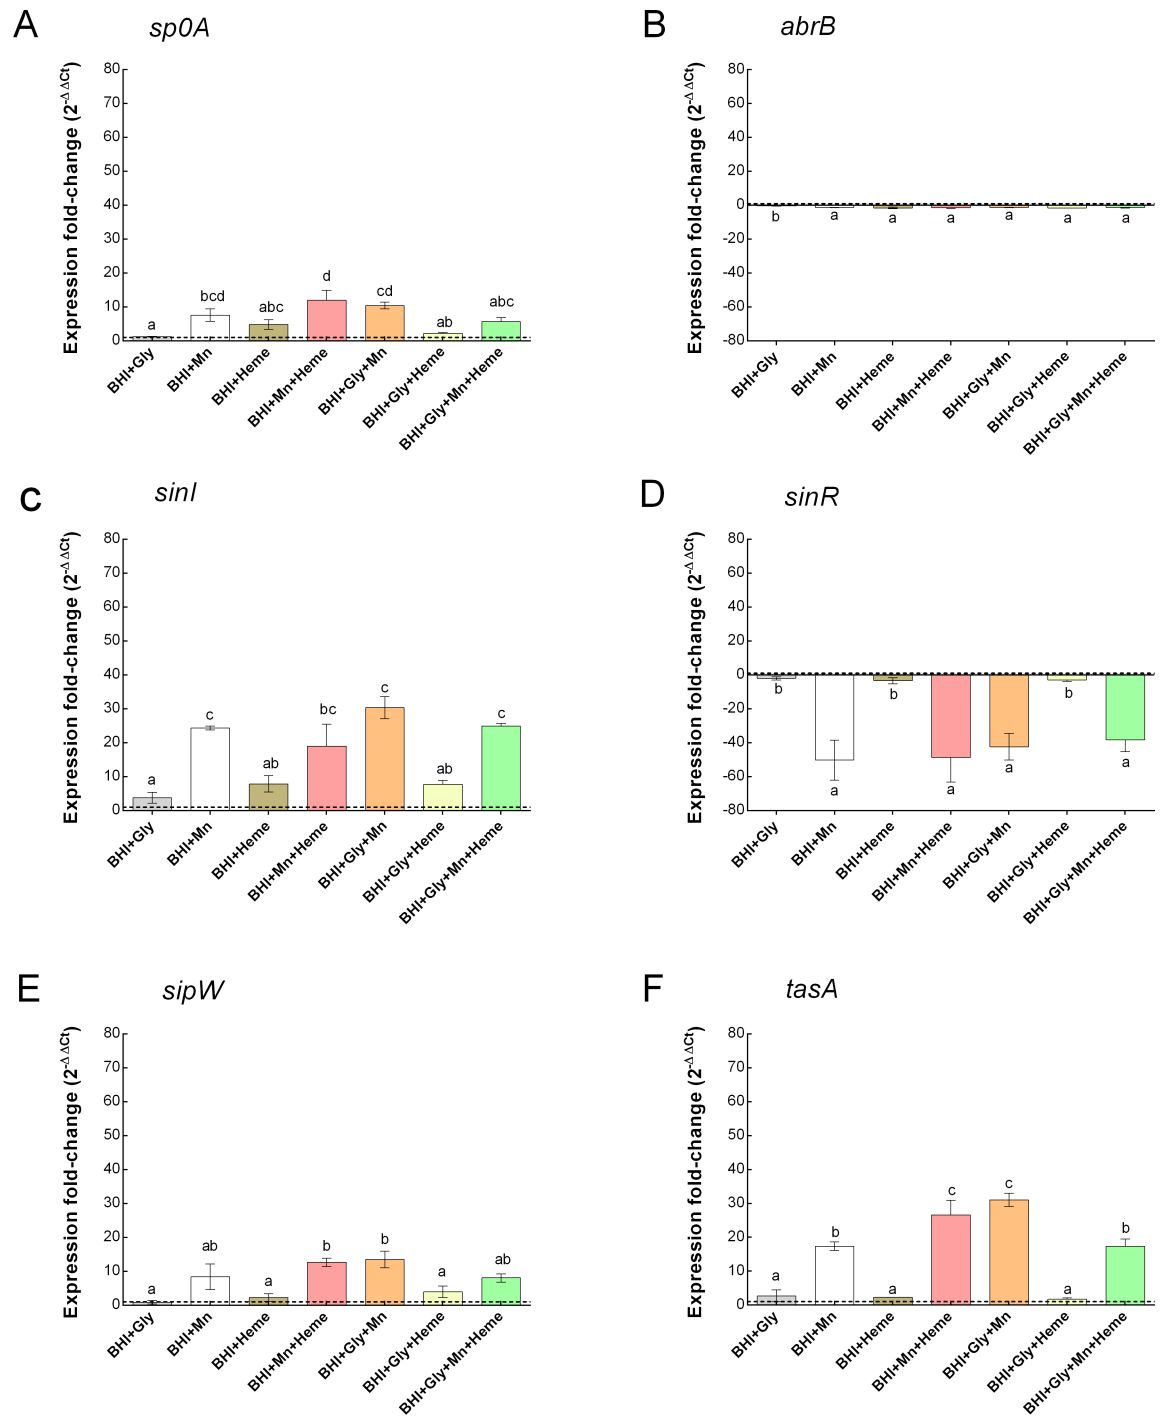 A
sp0A
Expression fold-change (2-ΔΔCt)
80
70
60
50
40
30
20
10
0
a
bcd
abc
d
cd
ab
abc
BHI+Gly
BHI+Mn
BHI+Heme
BHI+Mn+Heme
BHI+Gly+Mn
BHI+Gly+Heme
BHI+Gly+Mn+Heme
B
abrB
Expression fold-change (2-ΔΔCt)
80
60
40
20
0
-20
-40
-60
-80
b
a
a
a
a
a
a
BHI+Gly
BHI+Mn
BHI+Heme
BHI+Mn+Heme
BHI+Gly+Mn
BHI+Gly+Heme
BHI+Gly+Mn+Heme
c
sinI
Expression fold-change (2-ΔΔCt)
80
70
60
50
40
30
20
10
0
a
c
ab
bc
c
ab
c
BHI+Gly
BHI+Mn
BHI+Heme
BHI+Mn+Heme
BHI+Gly+Mn
BHI+Gly+Heme
BHI+Gly+Mn+Heme
D
sinR
Expression fold-change (2-ΔΔCt)
80
60
40
20
0
-20
-40
-60
-80
b
a
b
a
a
b
a
BHI+Gly
BHI+Mn
BHI+Heme
BHI+Mn+Heme
BHI+Gly+Mn
BHI+Gly+Heme
BHI+Gly+Mn+Heme
E
sipW
Expression fold-change (2-ΔΔCt)
80
70
60
50
40
30
20
10
0
a
ab
a
b
b
a
ab
BHI+Gly
BHI+Mn
BHI+Heme
BHI+Mn+Heme
BHI+Gly+Mn
BHI+Gly+Heme
BHI+Gly+Mn+Heme
F
tasA
Expression fold-change (2-ΔΔCt)
80
70
60
50
40
30
20
10
0
a
b
a
c
c
a
b
BHI+Gly
BHI+Mn
BHI+Heme
BHI+Mn+Heme
BHI+Gly+Mn
BHI+Gly+Heme
BHI+Gly+Mn+Heme